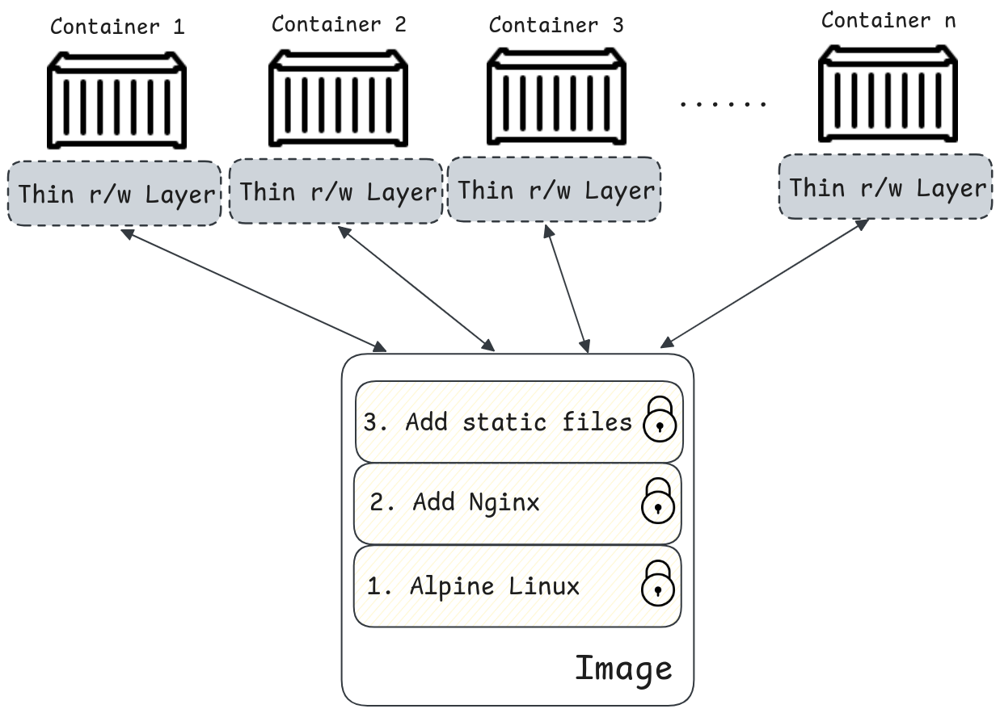 Container 1
Container 2
Container 3
Container n
......
Thin r/w Layer
Thin r/w Layer
Thin r/w Layer
Thin r/w Layer
3. Add static files
2. Add Nginx
1. Alpine Linux
Image